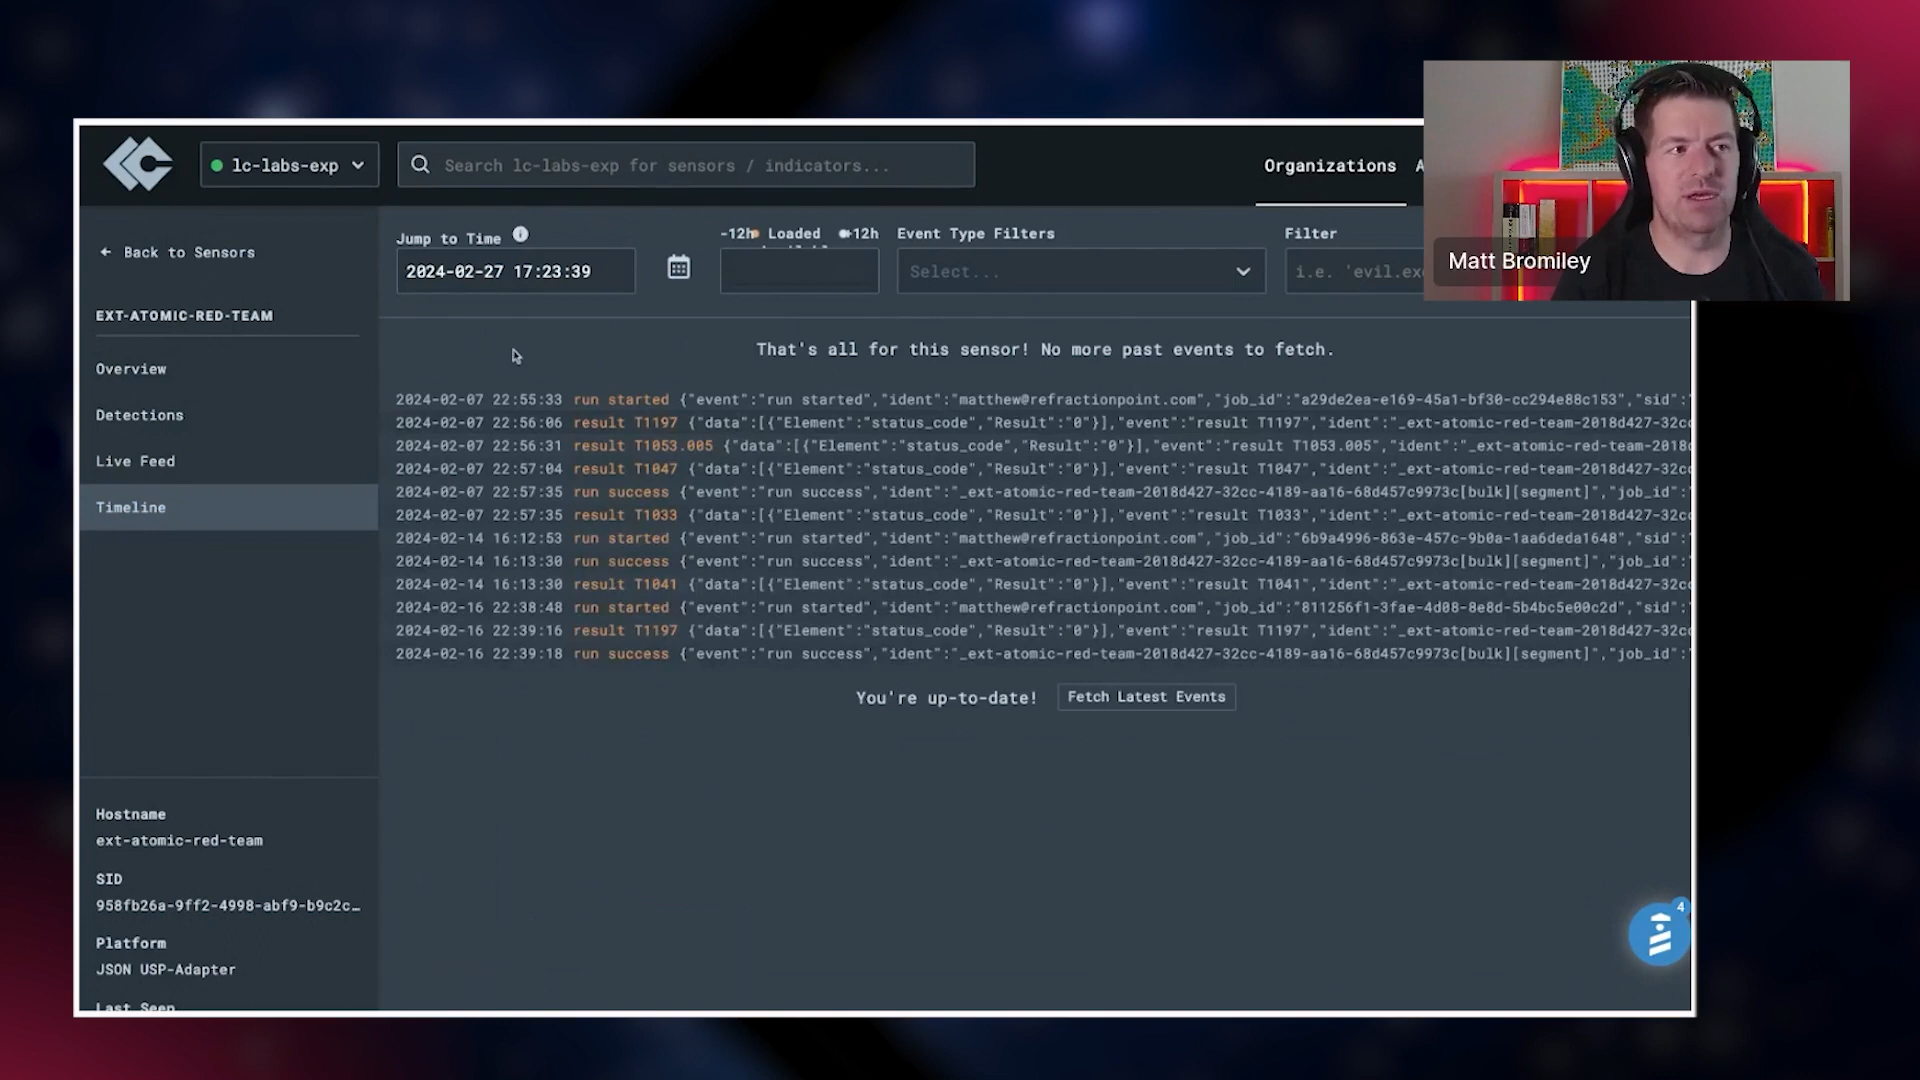 lc-labs-exp
Search lc-labs-exp for sensors / indicators...
Organizations
A
Back to Sensors
EXT-ATOMIC-RED-TEAM
Overview
Detections
Live Feed
Timeline
Hostname
ext-atomic-red-team
SID
958fb26a-9ff2-4998-abf9-b9c2c…
Platform
JSON USP-Adapter
Last Seen
Jump to Time
2024-02-27 17:23:39
-12h Loaded +12h
Event Type Filters
Select...
Filter
i.e. 'evil.exe
Matt Bromiley
That's all for this sensor! No more past events to fetch.
2024-02-07 22:55:33 run started {"event":"run started","ident":"matthew@refractionpoint.com","job_id":"a29de2ea-e169-45a1-bf30-cc294e88c153","sid":"
2024-02-07 22:56:06 result T1197 {"data":[{"Element":"status_code","Result":"0"}],"event":"result T1197","ident":"_ext-atomic-red-team-2018d427-32cc
2024-02-07 22:56:31 result T1053.005 {"data":[{"Element":"status_code","Result":"0"}],"event":"result T1053.005","ident":"_ext-atomic-red-team-2018d
2024-02-07 22:57:04 result T1047 {"data":[{"Element":"status_code","Result":"0"}],"event":"result T1047","ident":"_ext-atomic-red-team-2018d427-32cc
2024-02-07 22:57:35 run success {"event":"run success","ident":"_ext-atomic-red-team-2018d427-32cc-4189-aa16-68d457c9973c[bulk][segment]","job_id":"
2024-02-07 22:57:35 result T1033 {"data":[{"Element":"status_code","Result":"0"}],"event":"result T1033","ident":"_ext-atomic-red-team-2018d427-32cc
2024-02-14 16:12:53 run started {"event":"run started","ident":"matthew@refractionpoint.com","job_id":"6b9a4996-863e-457c-9b0a-1aa6deda1648","sid":"
2024-02-14 16:13:30 run success {"event":"run success","ident":"_ext-atomic-red-team-2018d427-32cc-4189-aa16-68d457c9973c[bulk][segment]","job_id":"
2024-02-14 16:13:30 result T1041 {"data":[{"Element":"status_code","Result":"0"}],"event":"result T1041","ident":"_ext-atomic-red-team-2018d427-32cc
2024-02-16 22:38:48 run started {"event":"run started","ident":"matthew@refractionpoint.com","job_id":"811256f1-3fae-4d08-8e8d-5b4bc5e00c2d","sid":"
2024-02-16 22:39:16 result T1197 {"data":[{"Element":"status_code","Result":"0"}],"event":"result T1197","ident":"_ext-atomic-red-team-2018d427-32cc
2024-02-16 22:39:18 run success {"event":"run success","ident":"_ext-atomic-red-team-2018d427-32cc-4189-aa16-68d457c9973c[bulk][segment]","job_id":"
You're up-to-date!
Fetch Latest Events
4